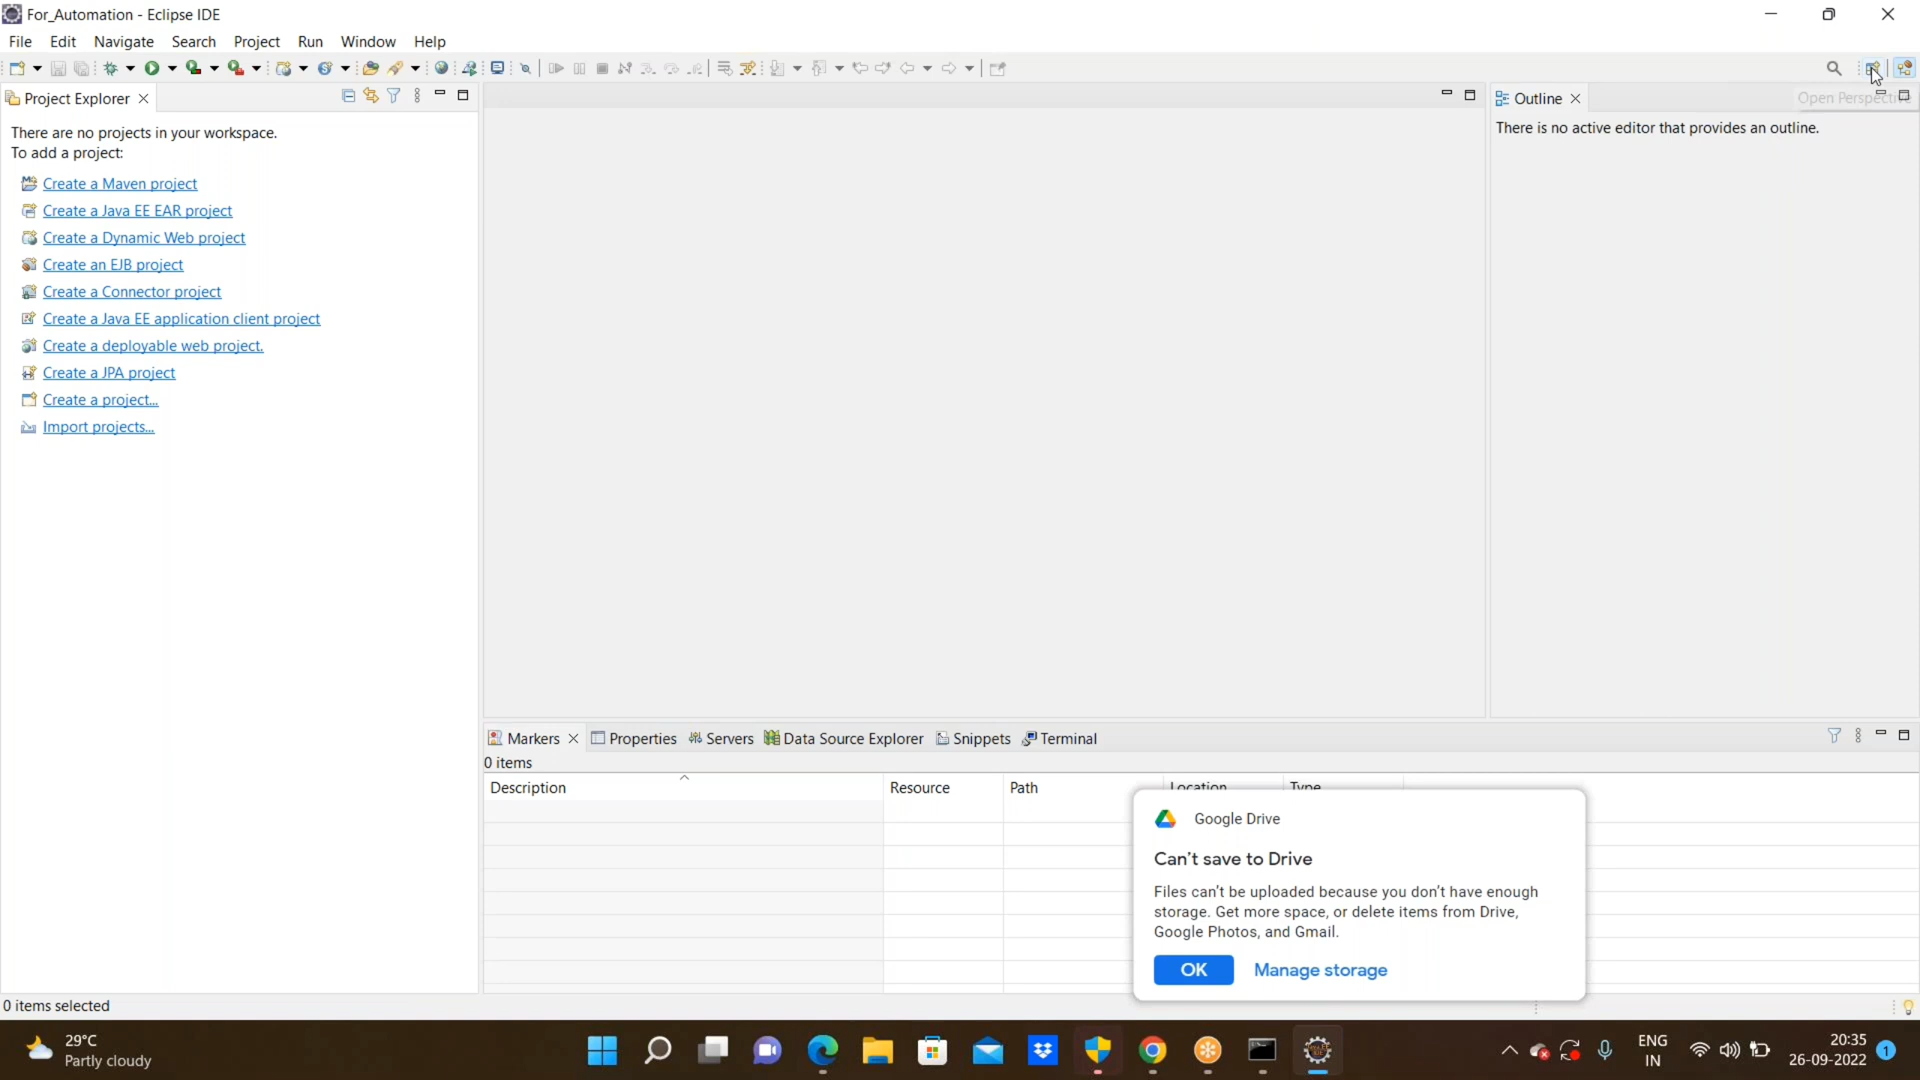 For_Automation - Eclipse IDE
File Edit Navigate Search Project Run Window Help
Project Explorer
There are no projects in your workspace.
To add a project:
Create a Maven project
Create a Java EE EAR project
Create a Dynamic Web project
Create an EJB project
Create a Connector project
Create a Java EE application client project
Create a deployable web project.
Create a JPA project
Create a project...
Import projects...
Open Perspective
Outline
There is no active editor that provides an outline.
Markers Properties Servers Data Source Explorer Snippets Terminal
0 items
Description Resource Path Location Type
Google Drive
Can't save to Drive
Files can't be uploaded because you don't have enough
storage. Get more space, or delete items from Drive,
Google Photos, and Gmail.
OK Manage storage
0 items selected
29°C
Partly cloudy
ENG
IN
20:35
26-09-2022
1